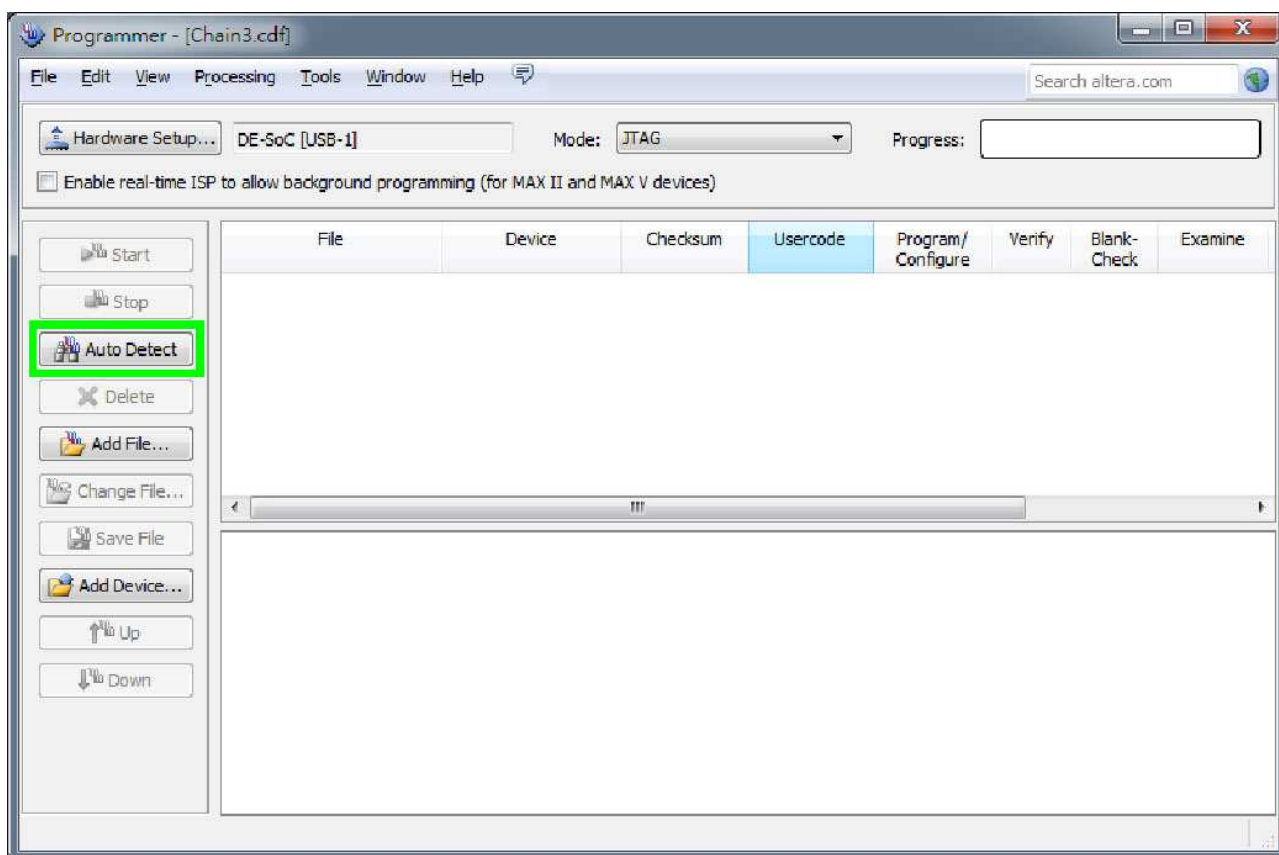 Programmer - [Chain3.cdf]
File Edit View Processing Tools Window Help
Search altera.com
Hardware Setup... DE-SoC [USB-1] Mode: JTAG Progress:
Enable real-time ISP to allow background programming (for MAX II and MAX V devices)
File Device Checksum Usercode Program/ Configure Verify Blank- Check Examine
Start
Stop
Auto Detect
Delete
Add File...
Change File...
Save File
Add Device...
Up
Down